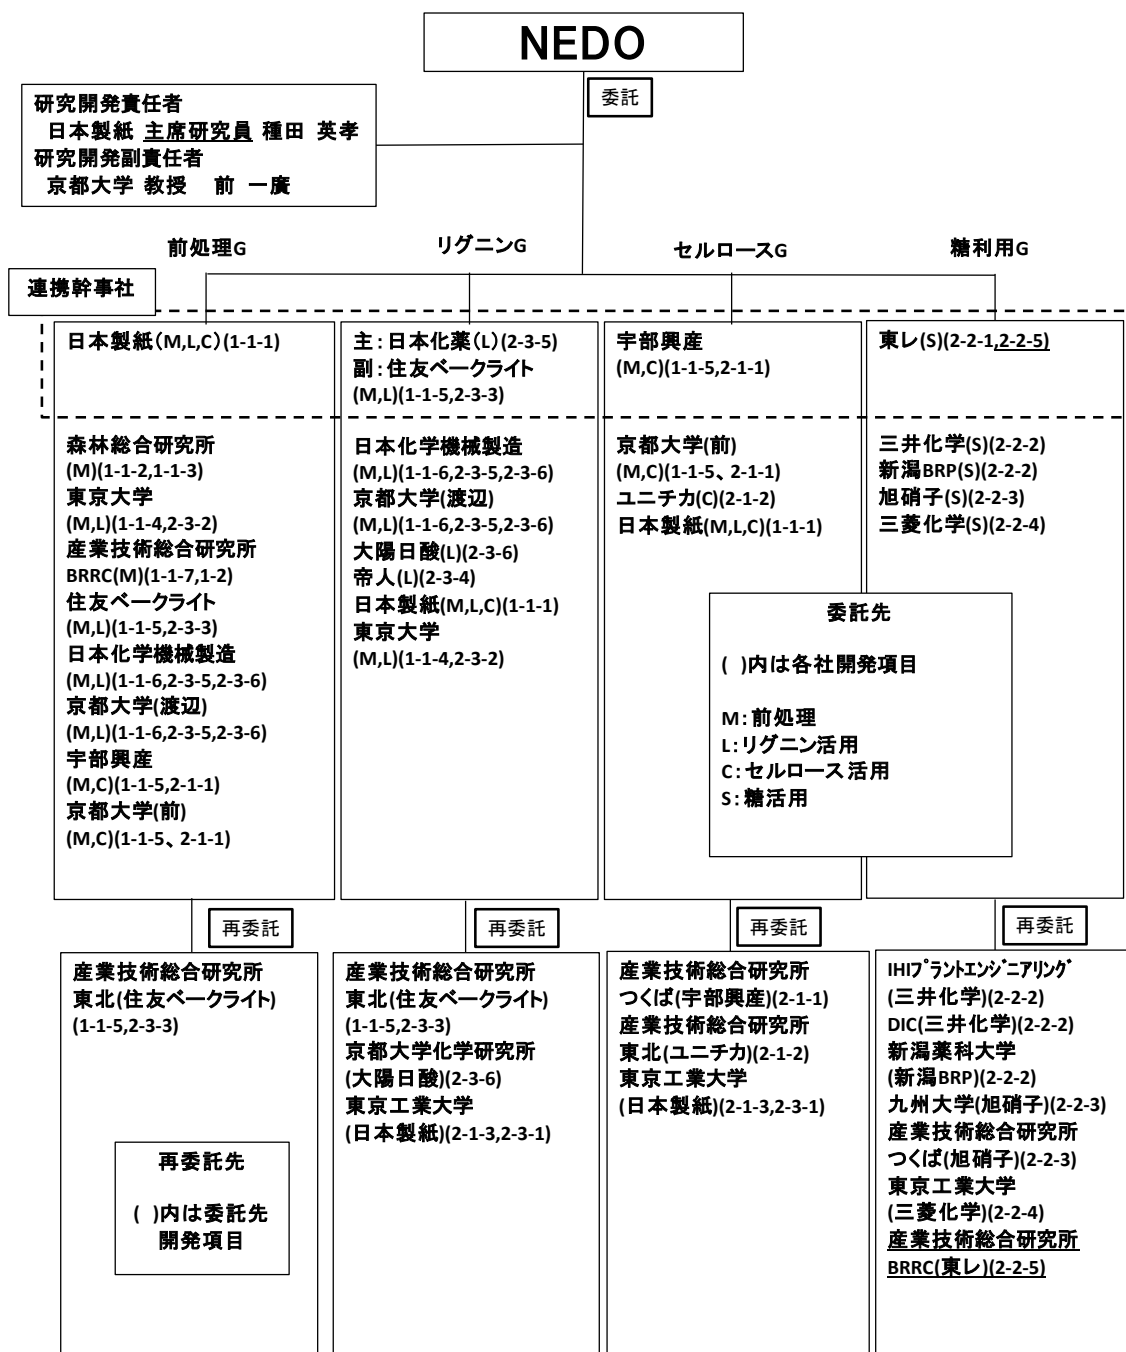 NEDO
委託
研究開発責任者
日本製紙 主席研究員 種田 英孝
研究開発副責任者
京都大学 教授 前 一廣
前処理G
リグニンG
セルロースG
糖利用G
連携幹事社
日本製紙(M,L,C)(1-1-1)
主：日本化薬(L)(2-3-5)
副：住友ベークライト
(M,L)(1-1-5,2-3-3)
宇部興産
(M,C)(1-1-5,2-1-1)
東レ(S)(2-2-1,2-2-5)
森林総合研究所
(M)(1-1-2,1-1-3)
東京大学
(M,L)(1-1-4,2-3-2)
産業技術総合研究所
BRRC(M)(1-1-7,1-2)
住友ベークライト
(M,L)(1-1-5,2-3-3)
日本化学機械製造
(M,L)(1-1-6,2-3-5,2-3-6)
京都大学(渡辺)
(M,L)(1-1-6,2-3-5,2-3-6)
宇部興産
(M,C)(1-1-5,2-1-1)
京都大学(前)
(M,C)(1-1-5、2-1-1)
日本化学機械製造
(M,L)(1-1-6,2-3-5,2-3-6)
京都大学(渡辺)
(M,L)(1-1-6,2-3-5,2-3-6)
大陽日酸(L)(2-3-6)
帝人(L)(2-3-4)
日本製紙(M,L,C)(1-1-1)
東京大学
(M,L)(1-1-4,2-3-2)
京都大学(前)
(M,C)(1-1-5、2-1-1)
ユニチカ(C)(2-1-2)
日本製紙(M,L,C)(1-1-1)
三井化学(S)(2-2-2)
新潟BRP(S)(2-2-2)
旭硝子(S)(2-2-3)
三菱化学(S)(2-2-4)
委託先
( )内は各社開発項目
M：前処理
L：リグニン活用
C：セルロース活用
S：糖活用
再委託
再委託
再委託
再委託
産業技術総合研究所
東北(住友ベークライト)
(1-1-5,2-3-3)
再委託先
( )内は委託先
開発項目
産業技術総合研究所
東北(住友ベークライト)
(1-1-5,2-3-3)
京都大学化学研究所
(大陽日酸)(2-3-6)
東京工業大学
(日本製紙)(2-1-3,2-3-1)
産業技術総合研究所
つくば(宇部興産)(2-1-1)
産業技術総合研究所
東北(ユニチカ)(2-1-2)
東京工業大学
(日本製紙)(2-1-3,2-3-1)
IHIﾌﾟﾗﾝﾄｴﾝｼﾞﾆｱﾘﾝｸﾞ
(三井化学)(2-2-2)
DIC(三井化学)(2-2-2)
新潟薬科大学
(新潟BRP)(2-2-2)
九州大学(旭硝子)(2-2-3)
産業技術総合研究所
つくば(旭硝子)(2-2-3)
東京工業大学
(三菱化学)(2-2-4)
産業技術総合研究所
BRRC(東レ)(2-2-5)